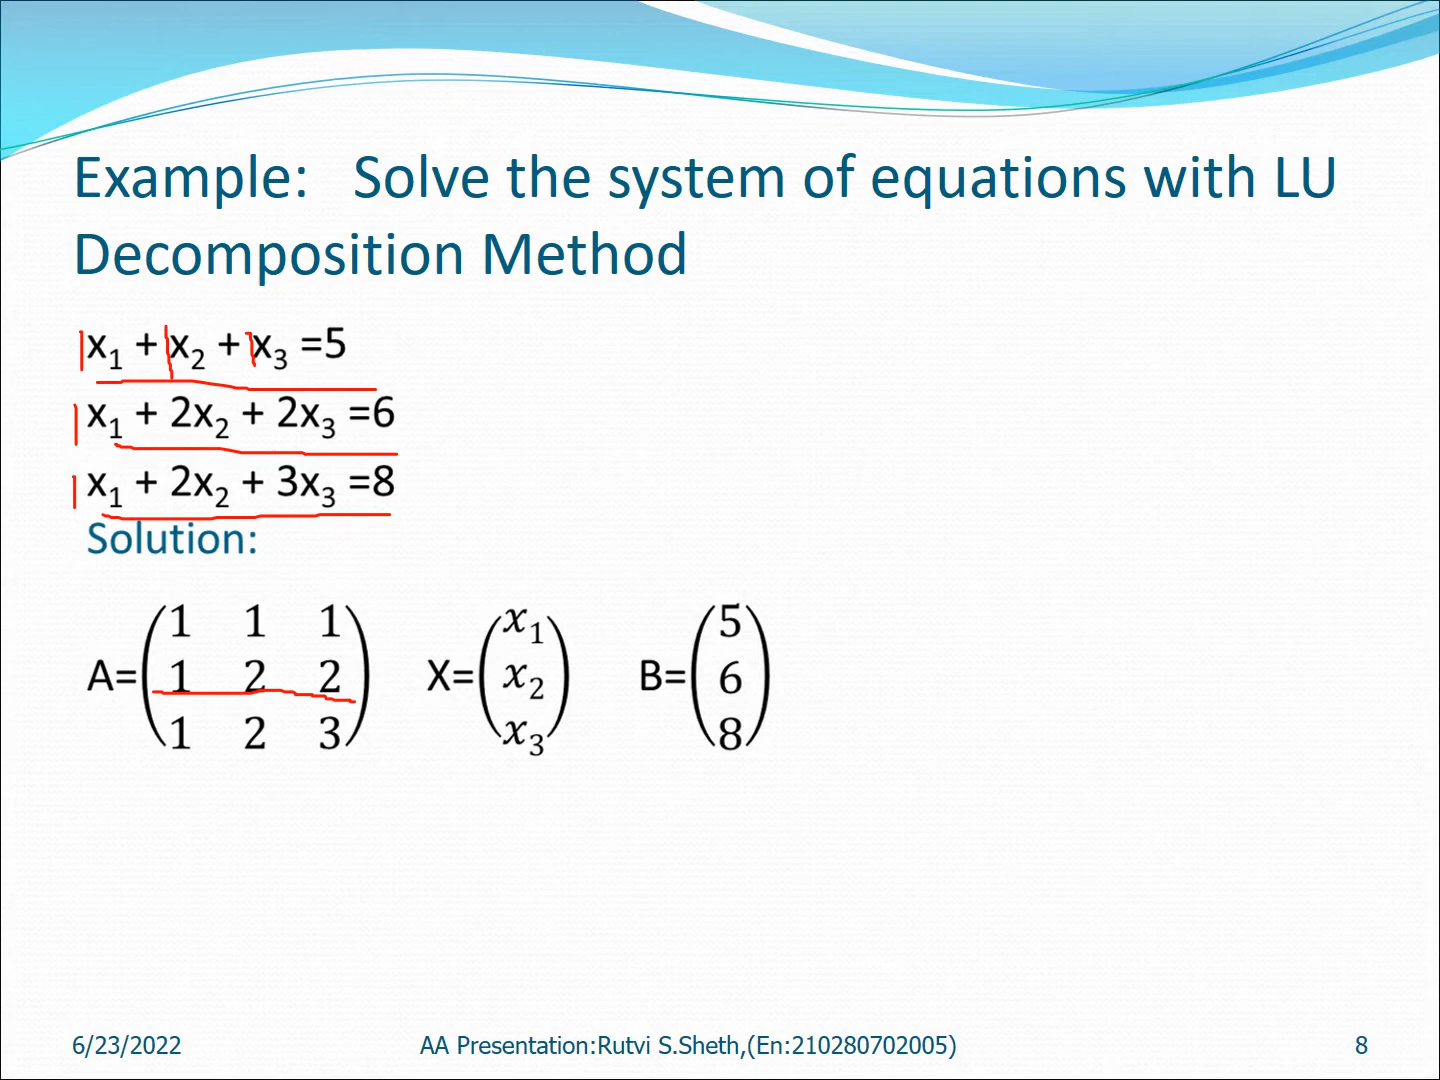 Example: Solve the system of equations with LU
Decomposition Method
x₁ + x₂ + x₃ =5
x₁ + 2x₂ + 2x₃ =6
x₁ + 2x₂ + 3x₃ =8
Solution:
A=(1 1 1
1 2 2
1 2 3) X=(x₁
x₂
x₃) B=(5
6
8)
6/23/2022 AA Presentation:Rutvi S.Sheth,(En:210280702005) 8